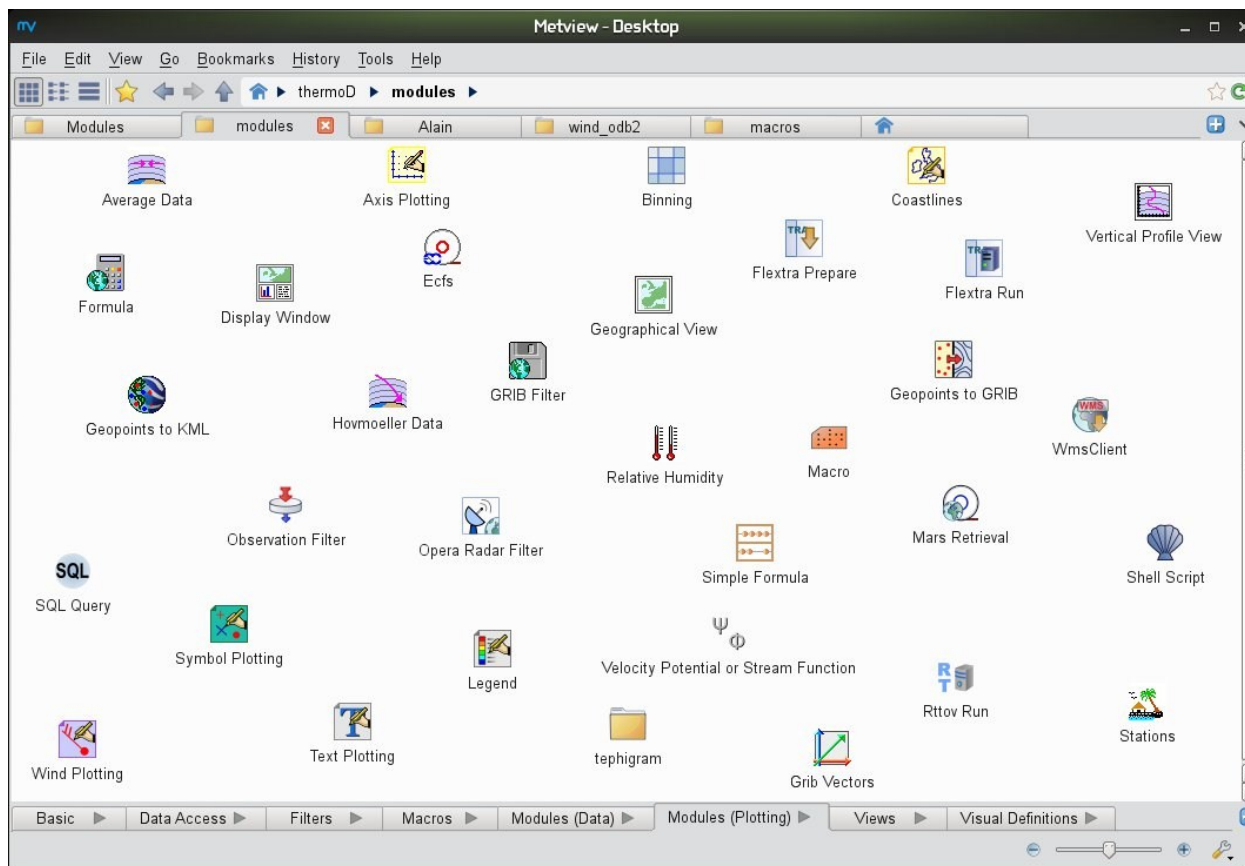 mv
Metview - Desktop
File Edit View Go Bookmarks History Tools Help
thermoD modules
Modules modules Alain wind_odb2 macros
Average Data
Axis Plotting
Binning
Coastlines
Vertical Profile View
Formula
Display Window
Ecfs
Geographical View
TRA
Flextra Prepare
TRA
Flextra Run
Geopoints to KML
Hovmoeller Data
GRIB Filter
Geopoints to GRIB
Relative Humidity
Macro
WMS
WmsClient
Observation Filter
Opera Radar Filter
Mars Retrieval
Simple Formula
Shell Script
SQL
SQL Query
Symbol Plotting
Legend
Ψ
Φ
Velocity Potential or Stream Function
R
T
Rttov Run
Stations
Wind Plotting
T
Text Plotting
tephigram
Grib Vectors
Basic Data Access Filters Macros Modules (Data) Modules (Plotting) Views Visual Definitions